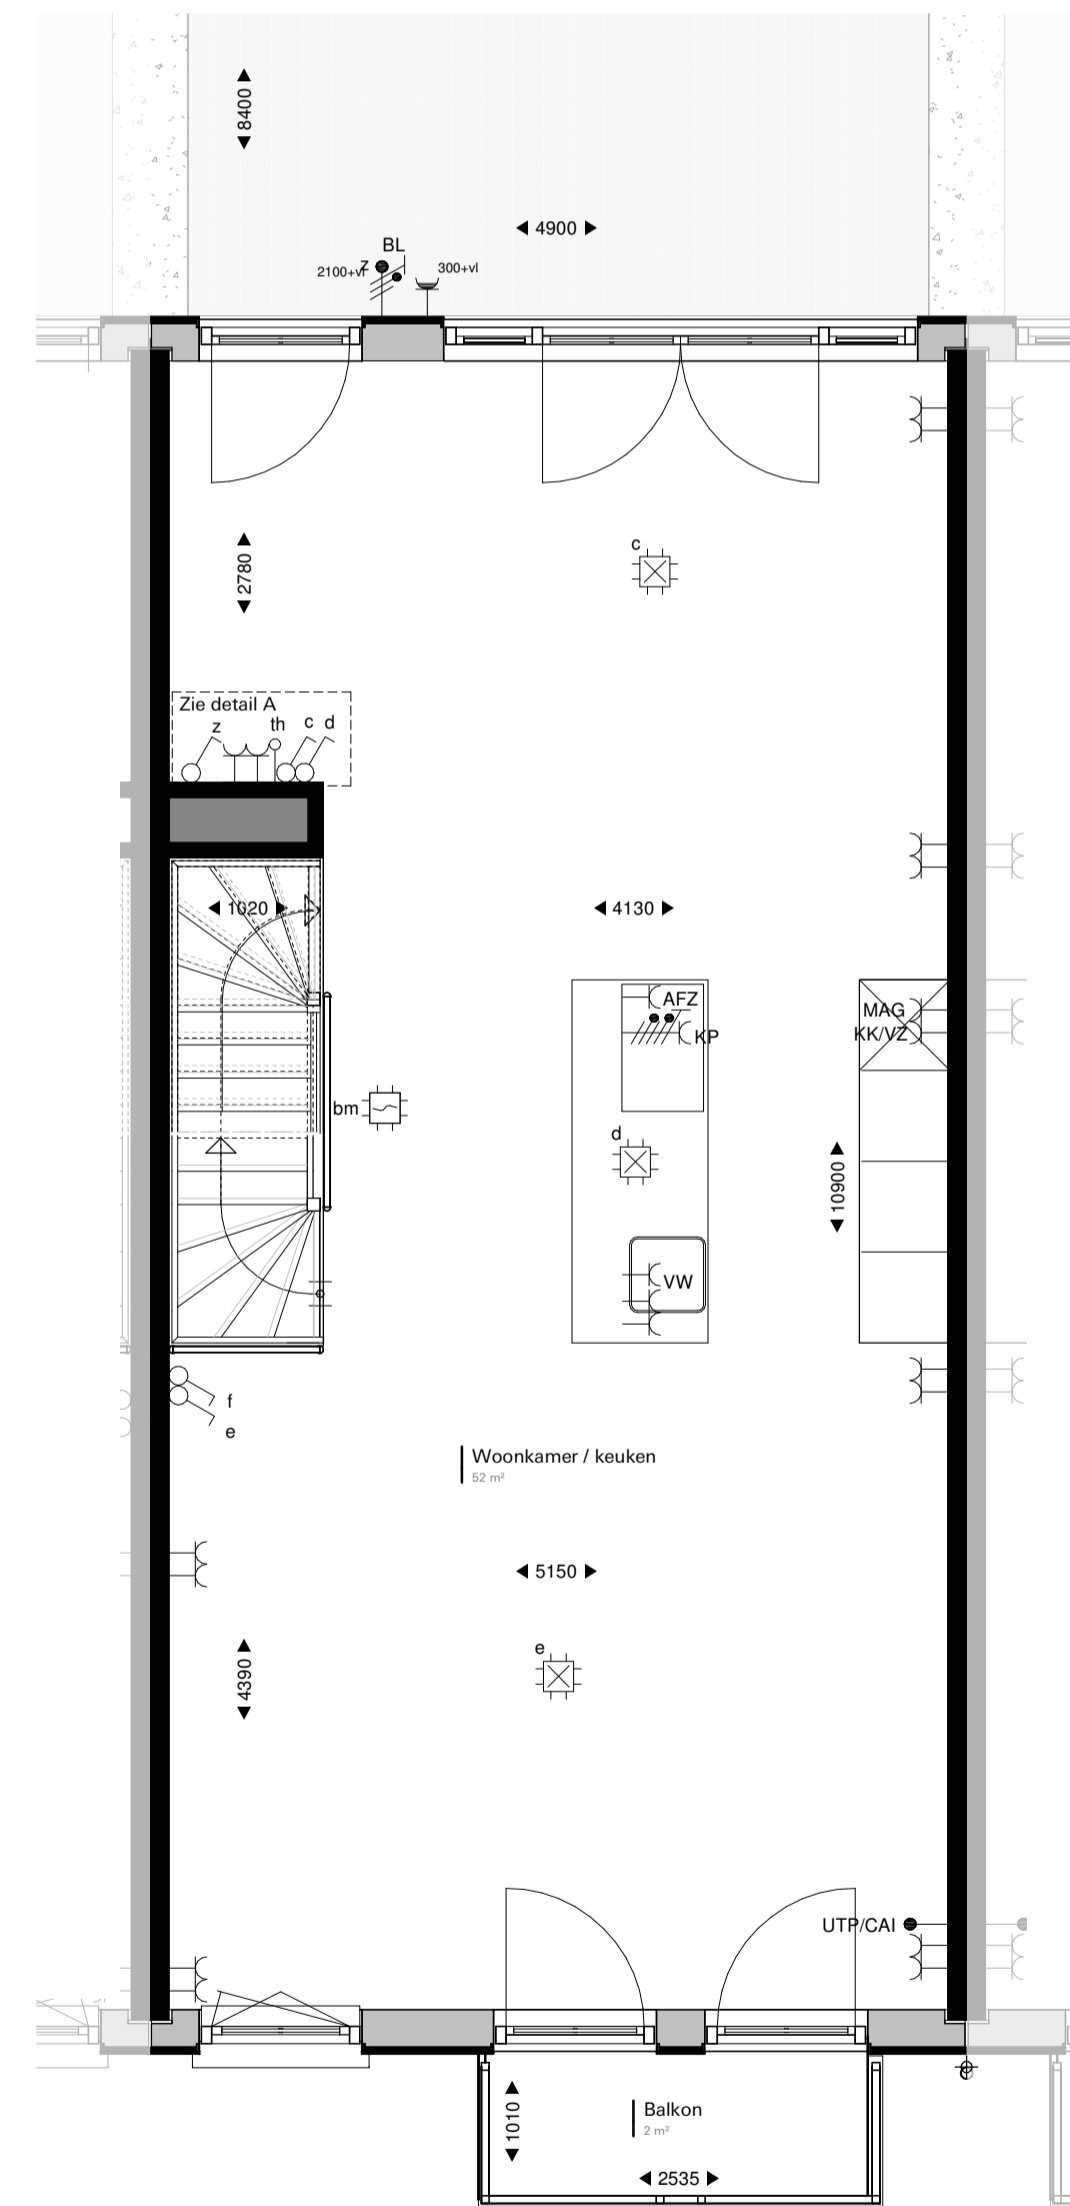 8400
4900
BL
z
2100+vl
300+vl
2780
c
Zie detail A
z
th
c
d
1020
4130
AFZ
KP
MAG
KK/VZ
bm
d
10900
VW
f
e
Woonkamer / keuken
52 m²
5150
e
4390
UTP/CAI
1010
Balkon
2 m²
2535